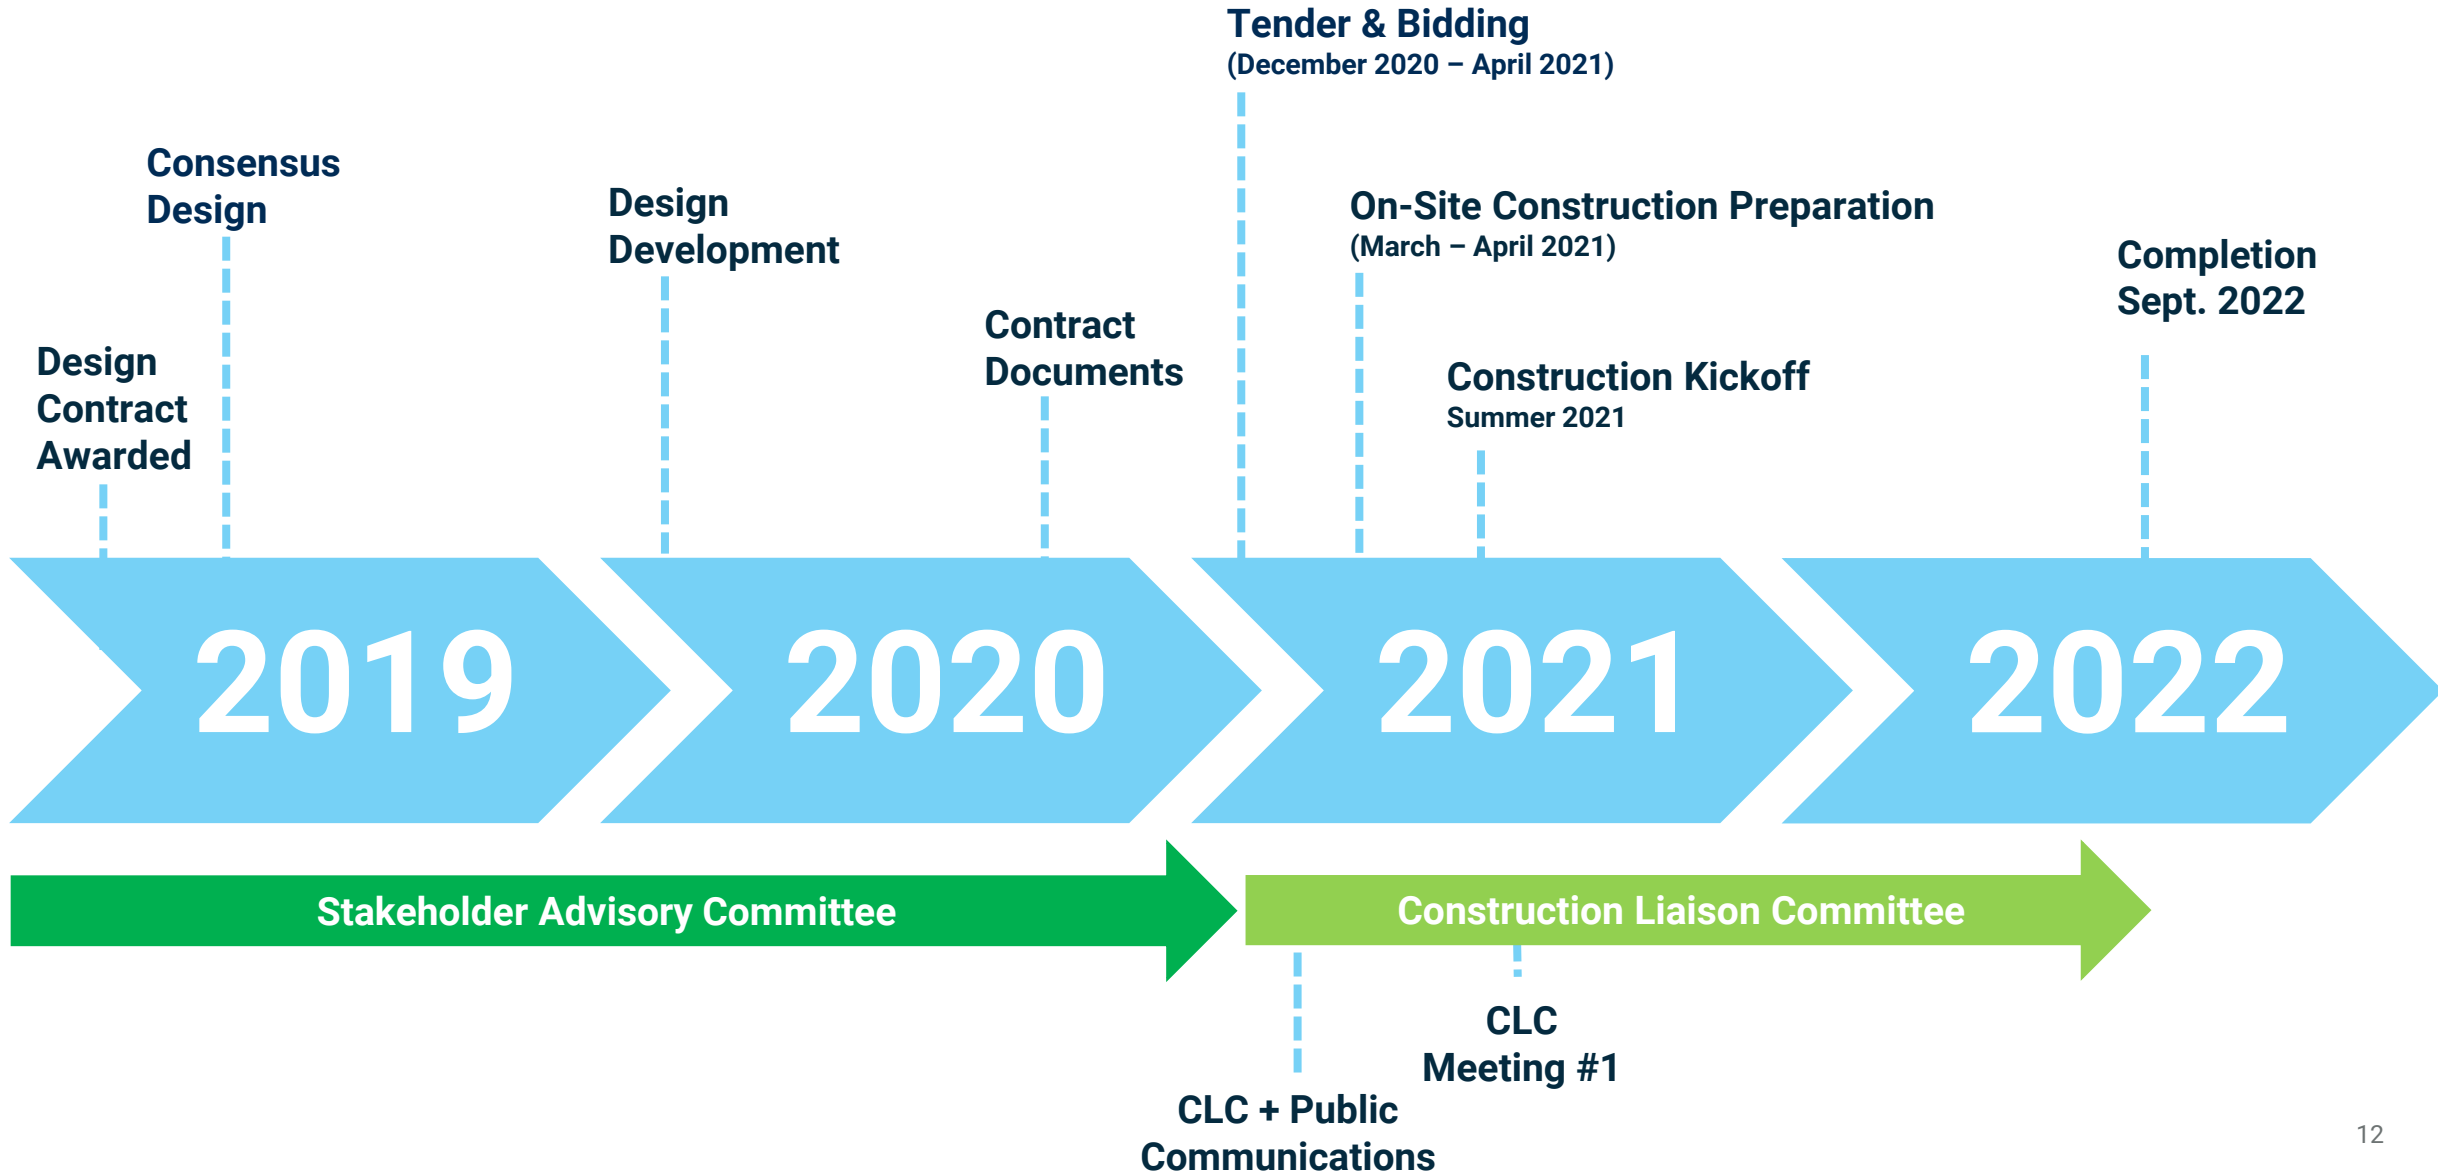 Tender & Bidding
(December 2020 – April 2021)
Consensus
Design
Design
Development
On-Site Construction Preparation
(March – April 2021)
Completion
Sept. 2022
Contract
Documents
Design
Contract
Awarded
Construction Kickoff
Summer 2021
2019
2020
2021
2022
Stakeholder Advisory Committee
Construction Liaison Committee
CLC
Meeting #1
CLC + Public
Communications
12